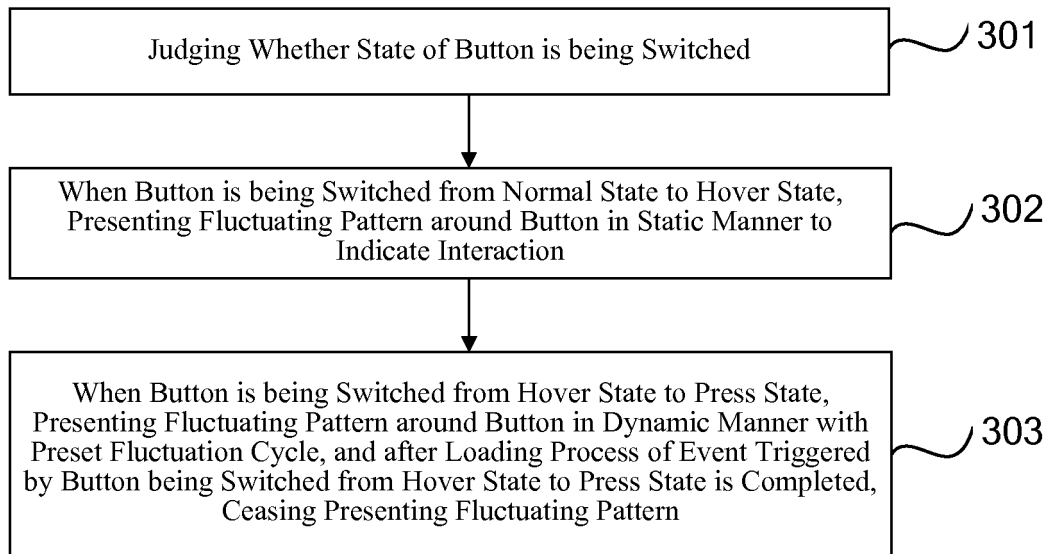 Judging Whether State of Button is being Switched
301
When Button is being Switched from Normal State to Hover State,
Presenting Fluctuating Pattern around Button in Static Manner to
Indicate Interaction
302
When Button is being Switched from Hover State to Press State,
Presenting Fluctuating Pattern around Button in Dynamic Manner with
Preset Fluctuation Cycle, and after Loading Process of Event Triggered
by Button being Switched from Hover State to Press State is Completed,
Ceasing Presenting Fluctuating Pattern
303